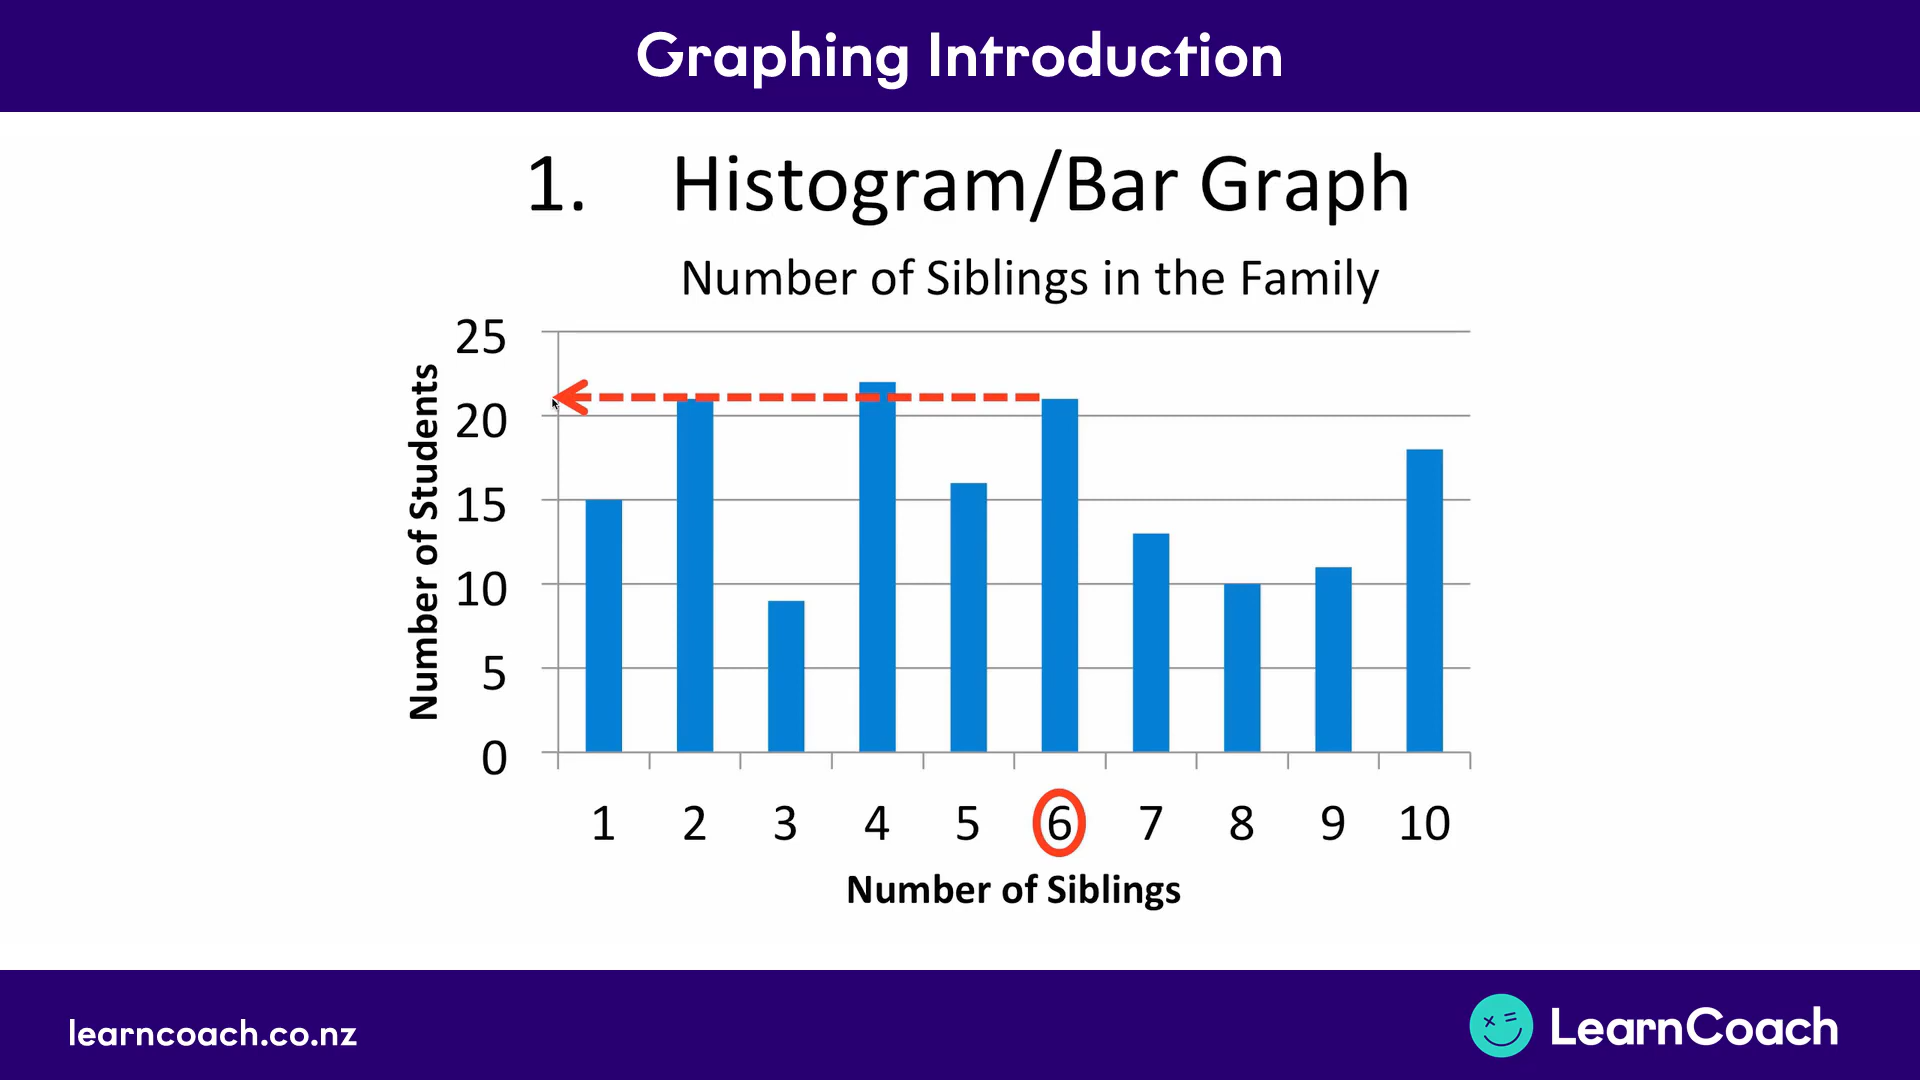 Graphing Introduction
1. Histogram/Bar Graph
Number of Siblings in the Family
Number of Students
25
20
15
10
5
0
1 2 3 4 5 6 7 8 9 10
Number of Siblings
learncoach.co.nz
LearnCoach